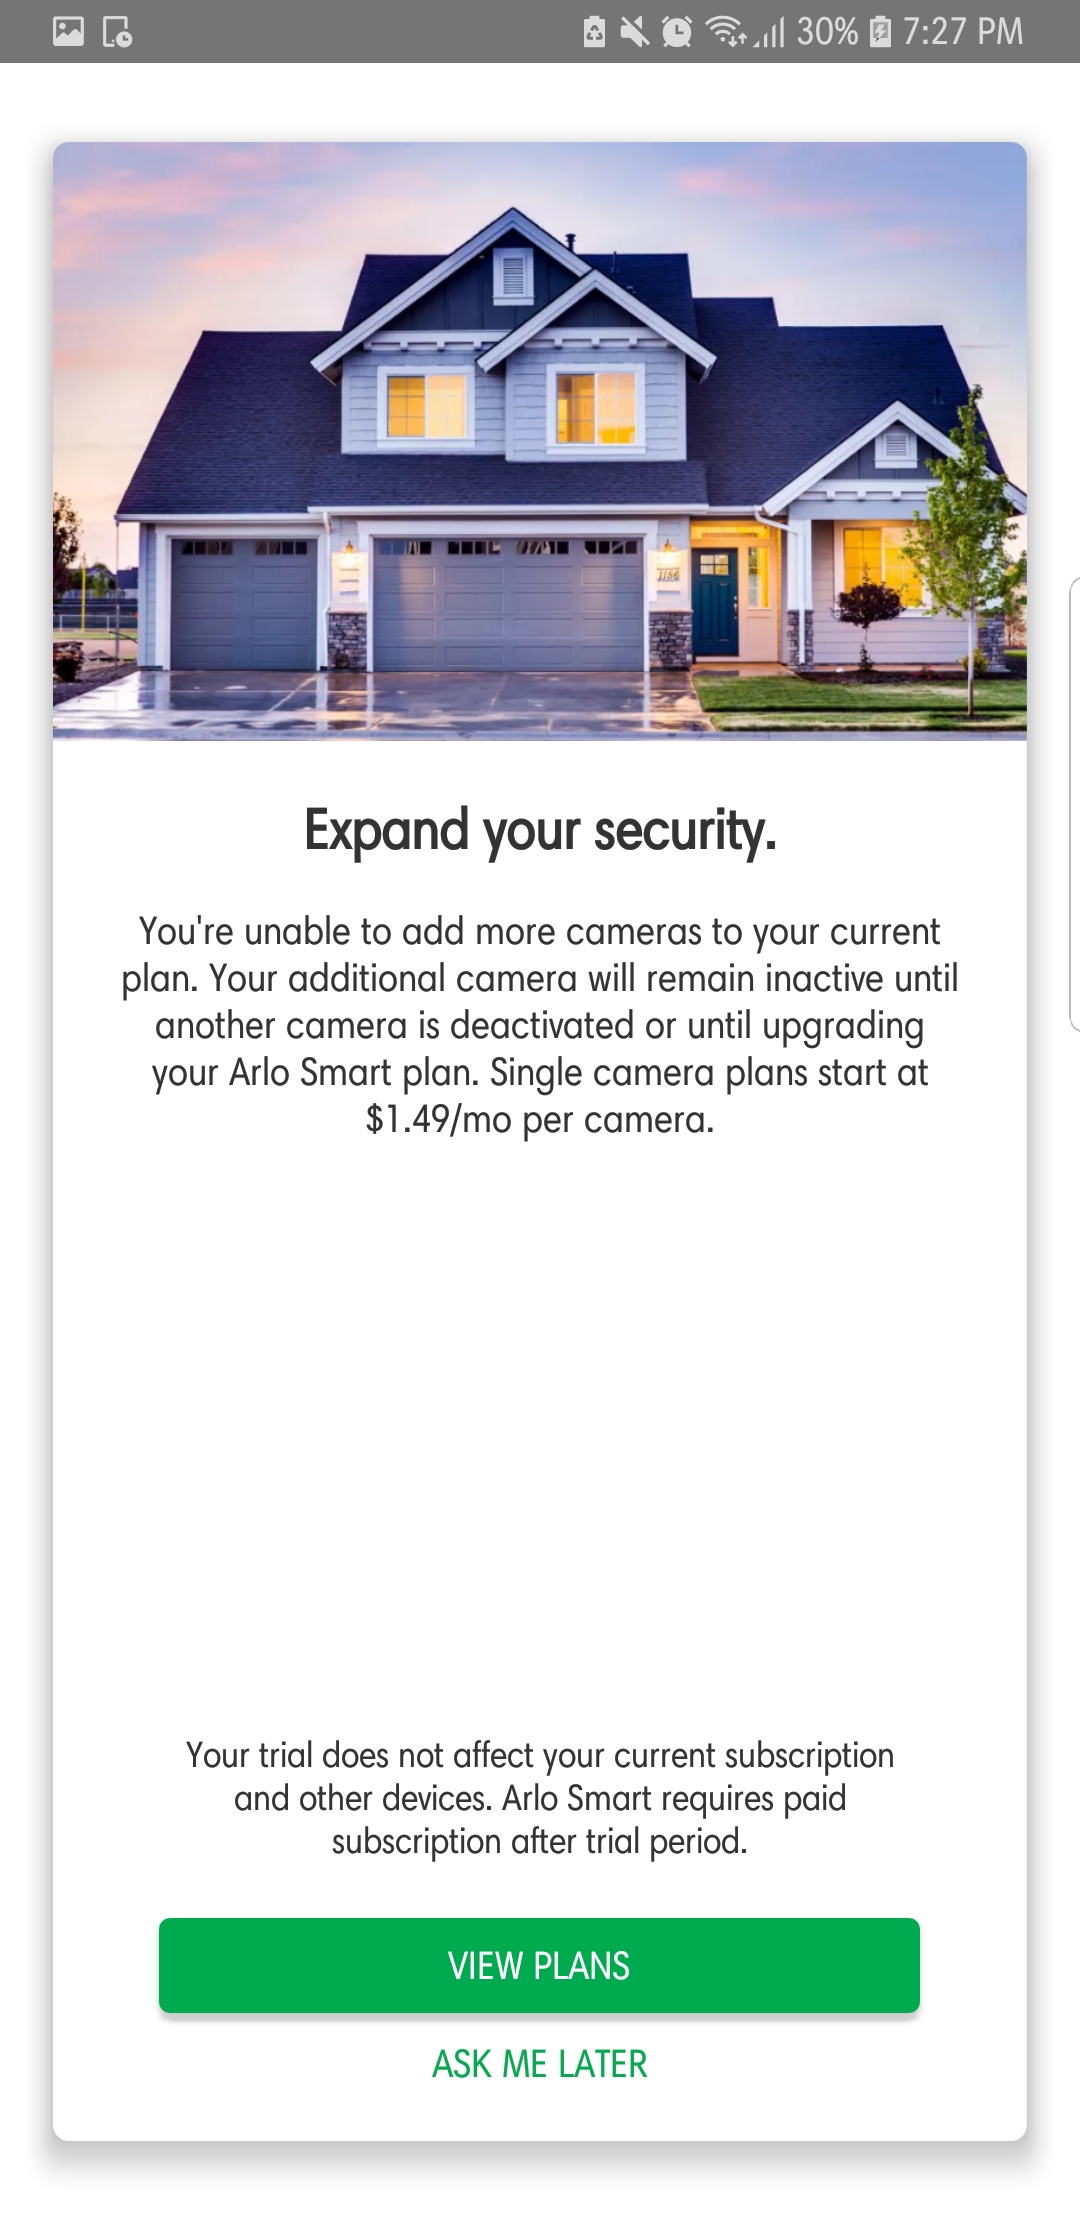 30% 7:27 PM
1156
Expand your security.
You're unable to add more cameras to your current
plan. Your additional camera will remain inactive until
another camera is deactivated or until upgrading
your Arlo Smart plan. Single camera plans start at
$1.49/mo per camera.
Your trial does not affect your current subscription
and other devices. Arlo Smart requires paid
subscription after trial period.
VIEW PLANS
ASK ME LATER